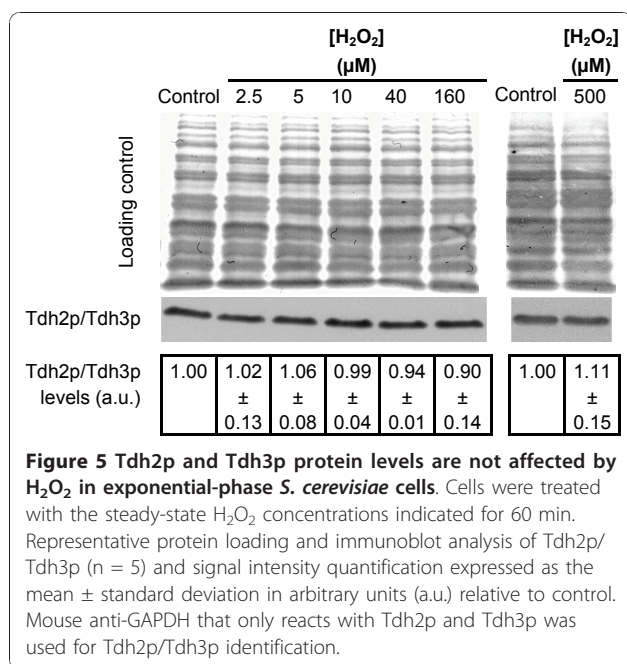 [H₂O₂] [H₂O₂]
(µM) (µM)
Control 2.5 5 10 40 160 Control 500
Loading control
Tdh2p/Tdh3p
Tdh2p/Tdh3p 1.00 1.02 1.06 0.99 0.94 0.90 1.00 1.11
levels (a.u.) ± ± ± ± ± ±
0.13 0.08 0.04 0.01 0.14 0.15
Figure 5 Tdh2p and Tdh3p protein levels are not affected by
H₂O₂ in exponential-phase S. cerevisiae cells. Cells were treated
with the steady-state H₂O₂ concentrations indicated for 60 min.
Representative protein loading and immunoblot analysis of Tdh2p/
Tdh3p (n = 5) and signal intensity quantification expressed as the
mean ± standard deviation in arbitrary units (a.u.) relative to control.
Mouse anti-GAPDH that only reacts with Tdh2p and Tdh3p was
used for Tdh2p/Tdh3p identification.